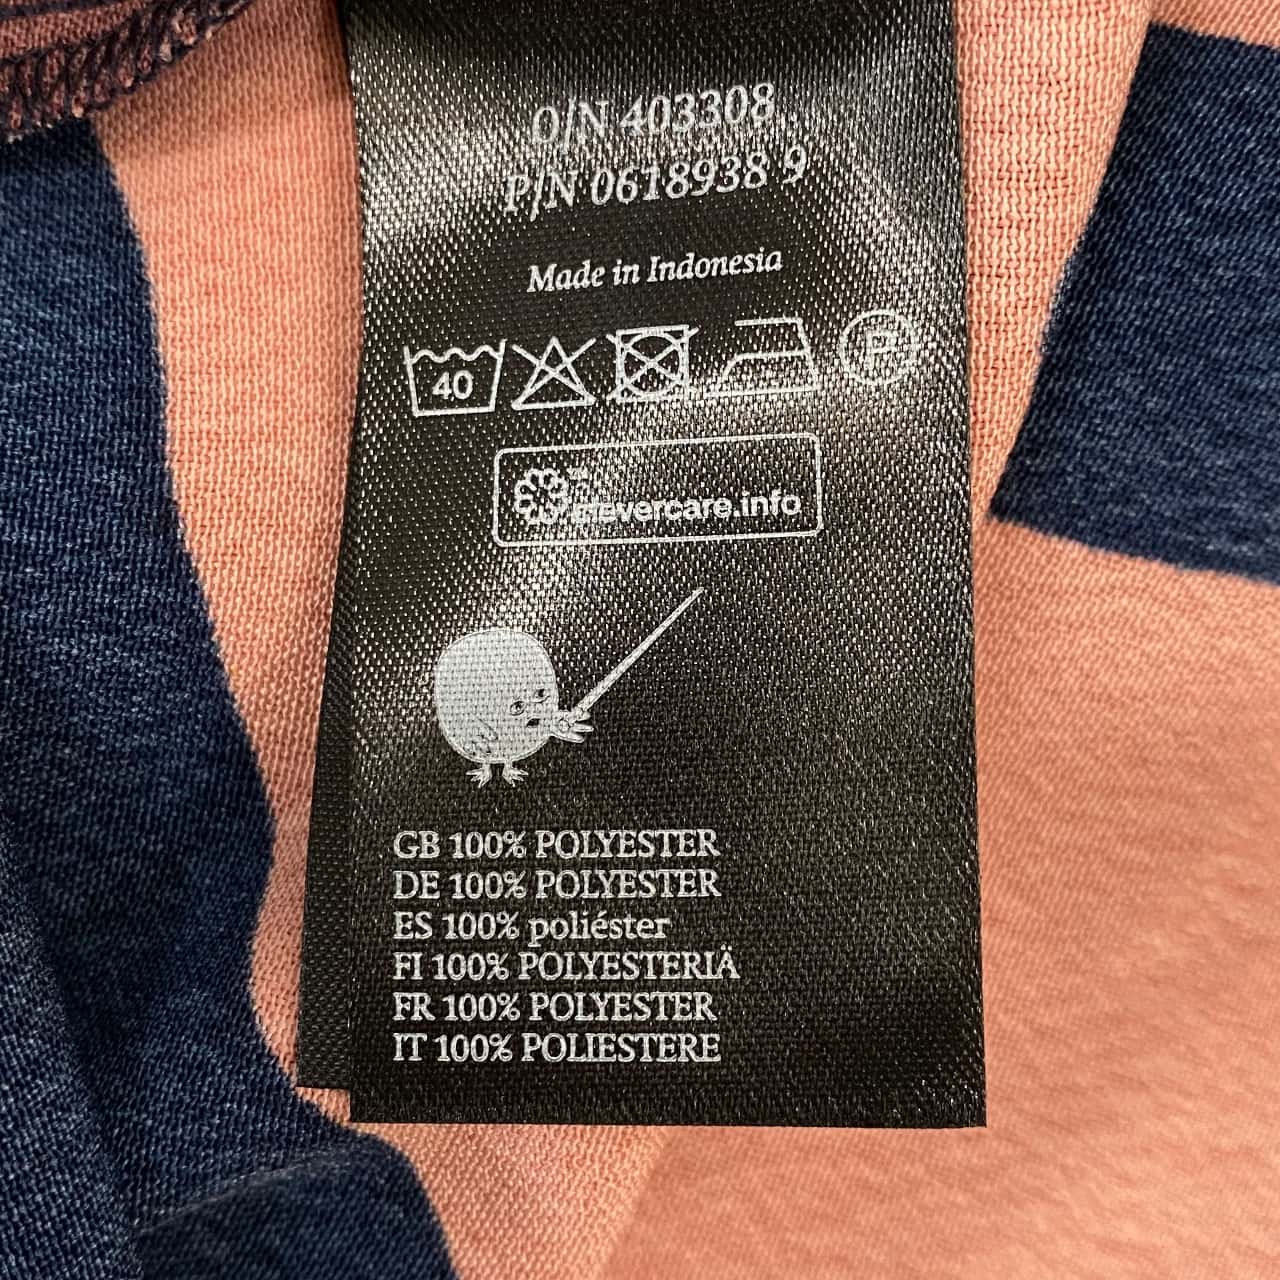 O/N 403308
P/N 0618938 9
Made in Indonesia
40 P
clevercare.info
GB 100% POLYESTER
DE 100% POLYESTER
ES 100% poliéster
FI 100% POLYESTERIÄ
FR 100% POLYESTER
IT 100% POLIESTERE